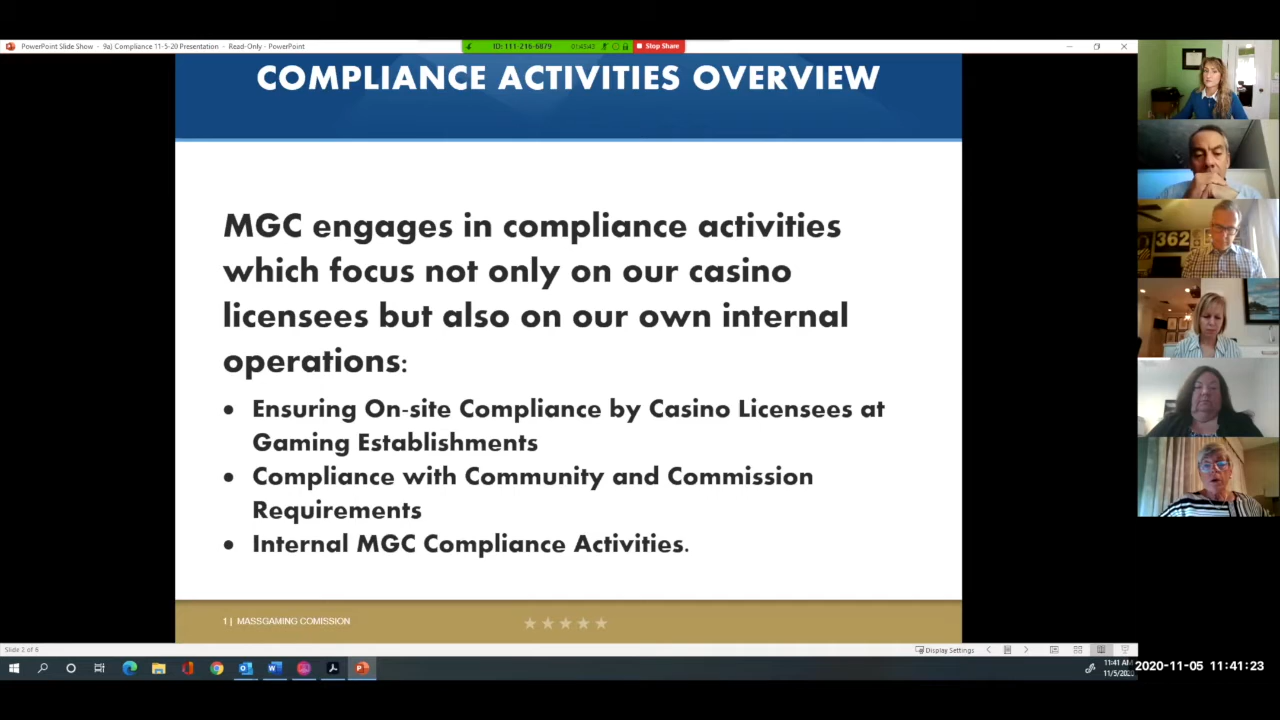 PowerPoint Slide Show - 9a) Compliance 11-5-20 Presentation - Read-Only - PowerPoint
ID: 111-216-6879
01:43:43
Stop Share
COMPLIANCE ACTIVITIES OVERVIEW
MGC engages in compliance activities
which focus not only on our casino
licensees but also on our own internal
operations:
• Ensuring On-site Compliance by Casino Licensees at
Gaming Establishments
• Compliance with Community and Commission
Requirements
• Internal MGC Compliance Activities.
1 | MASSGAMING COMISSION
362
Slide 2 of 6
Display Settings
11:41 AM
11/5/2020
2020-11-05 11:41:23